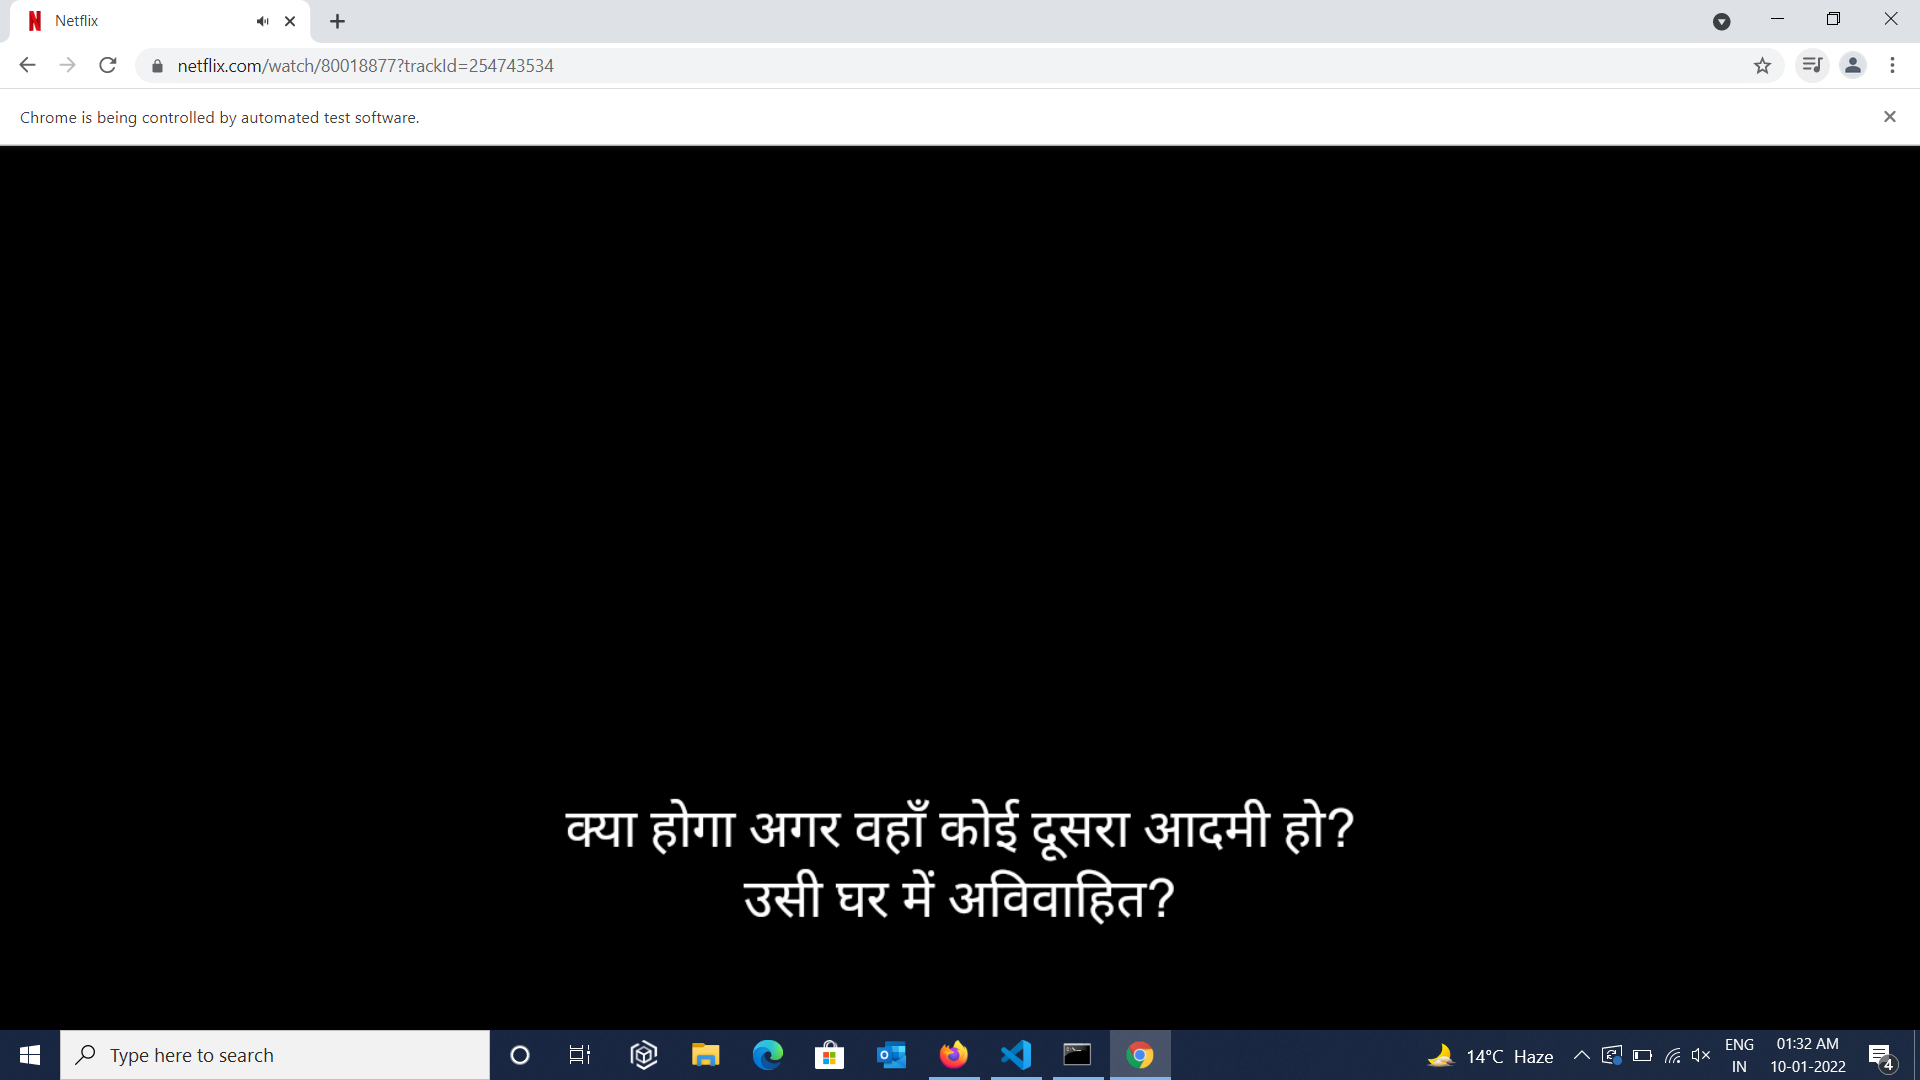 Netflix
netflix.com/watch/80018877?trackId=254743534
Chrome is being controlled by automated test software.
क्या होगा अगर वहाँ कोई दूसरा आदमी हो?
उसी घर में अविवाहित?
Type here to search
14°C Haze
ENG
IN
01:32 AM
10-01-2022
4